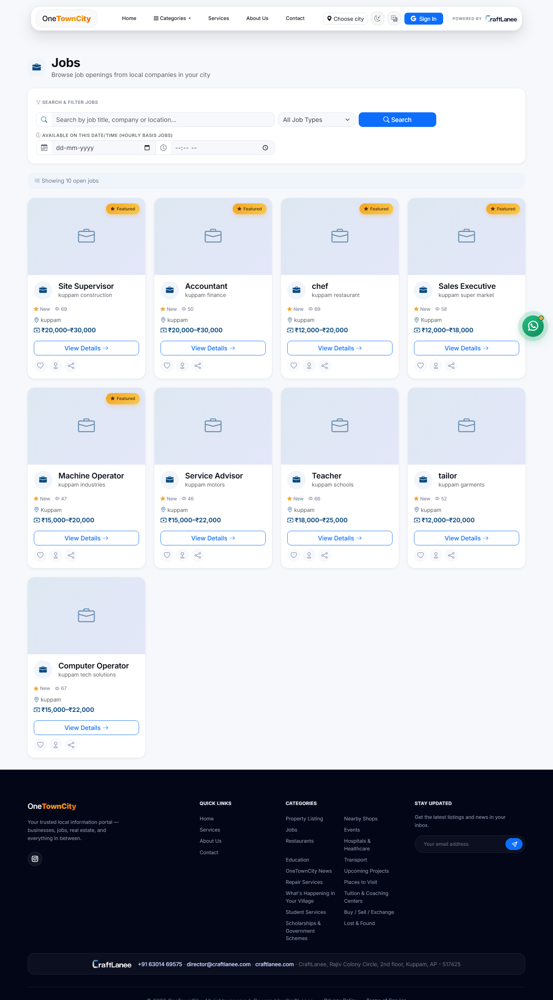 OneTownCity
Home
Categories
Services
About Us
Contact
Choose city
Sign In
POWERED BY
CraftLanee
Jobs
Browse job openings from local companies in your city
SEARCH & FILTER JOBS
Search by job title, company or location...
All Job Types
Search
AVAILABLE ON THIS DATE/TIME (HOURLY BASIS JOBS)
dd-mm-yyyy
--:-- --
Showing 10 open jobs
Featured
Site Supervisor
kuppam construction
New 69
kuppam
₹20,000–₹30,000
View Details
Featured
Accountant
kuppam finance
New 50
kuppam
₹20,000–₹30,000
View Details
Featured
chef
kuppam restaurant
New 69
kuppam
₹12,000–₹20,000
View Details
Featured
Sales Executive
kuppam super market
New 58
Kuppam
₹12,000–₹18,000
View Details
Featured
Machine Operator
kuppam industries
New 47
Kuppam
₹15,000–₹20,000
View Details
Service Advisor
kuppam motors
New 46
kuppam
₹15,000–₹22,000
View Details
Teacher
kuppam schools
New 66
kuppam
₹18,000–₹25,000
View Details
tailor
kuppam garments
New 52
kuppam
₹12,000–₹20,000
View Details
Computer Operator
kuppam tech solutions
New 67
kuppam
₹15,000–₹22,000
View Details
OneTownCity
Your trusted local information portal —
businesses, jobs, real estate, and
everything in between.
QUICK LINKS
Home
Services
About Us
Contact
CATEGORIES
Property Listing
Nearby Shops
Jobs
Events
Restaurants
Hospitals &
Healthcare
Education
Transport
OneTownCity News
Upcoming Projects
Repair Services
Places to Visit
What's Happening in
Your Village
Tuition & Coaching
Centers
Student Services
Buy / Sell / Exchange
Scholarships &
Government
Schemes
Lost & Found
STAY UPDATED
Get the latest listings and news in your
inbox.
Your email address
CraftLanee +91 63014 69575 · director@craftlanee.com · craftlanee.com · CraftLanee, Rajiv Colony Circle, 2nd floor, Kuppam, AP - 517425
© 2026 OneTownCity. All rights reserved. Powered by CraftLanee
Privacy Policy
Terms of Service